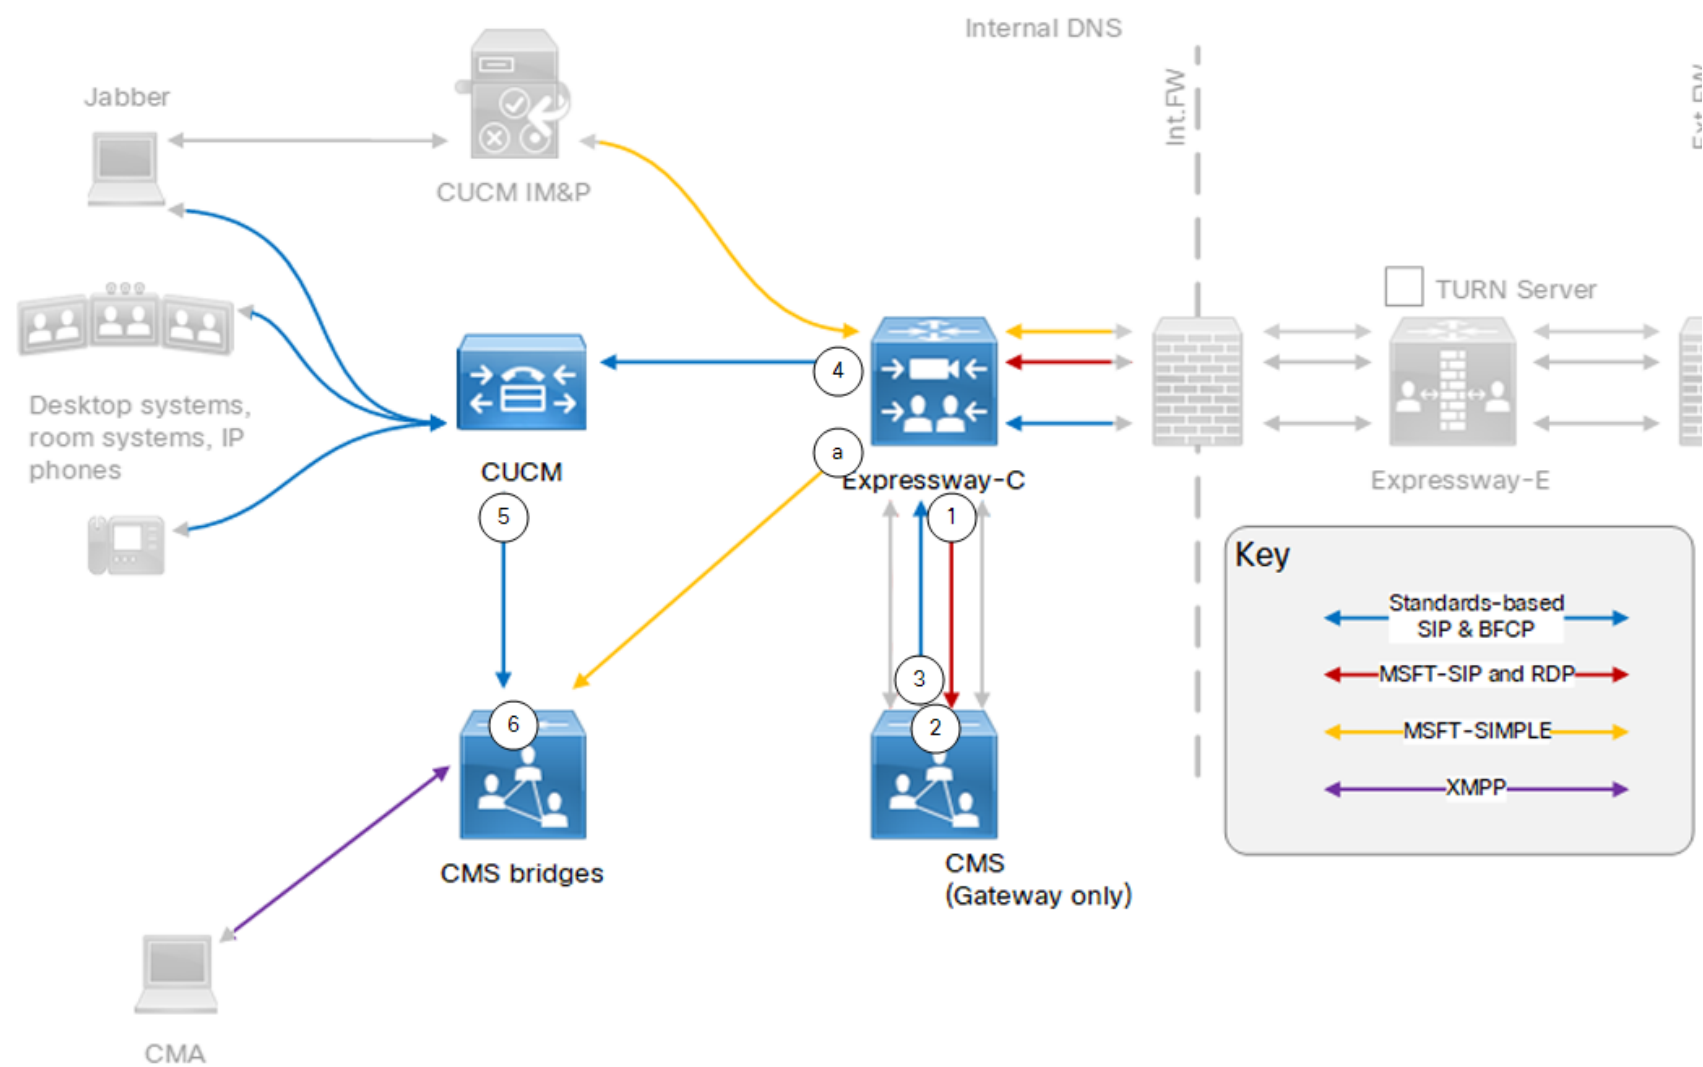 Internal DNS
Int.FW
Ext.FW
Jabber
CUCM IM&P
TURN Server
4
Desktop systems,
room systems, IP
phones
CUCM
a
Expressway-C
Expressway-E
5
1
Key
Standards-based
SIP & BFCP
MSFT-SIP and RDP
MSFT-SIMPLE
XMPP
3
6
2
CMS bridges
CMS
(Gateway only)
CMA